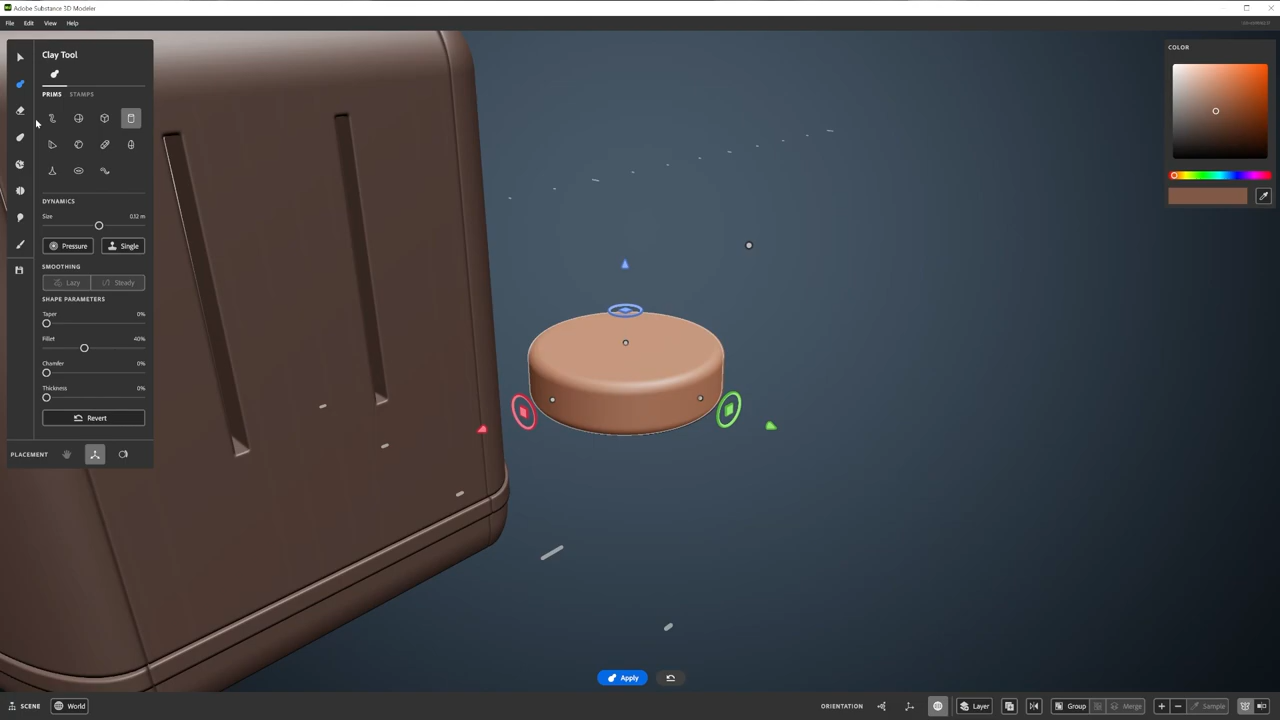 Adobe Substance 3D Modeler
File Edit View Help
Clay Tool
PRIMS STAMPS
DYNAMICS
Size 0.12 m
Pressure Single
SMOOTHING
Lazy Steady
SHAPE PARAMETERS
Taper 0%
Fillet 40%
Chamfer 0%
Thickness 0%
Revert
PLACEMENT
COLOR
Apply
SCENE World
ORIENTATION Layer Group Merge Sample